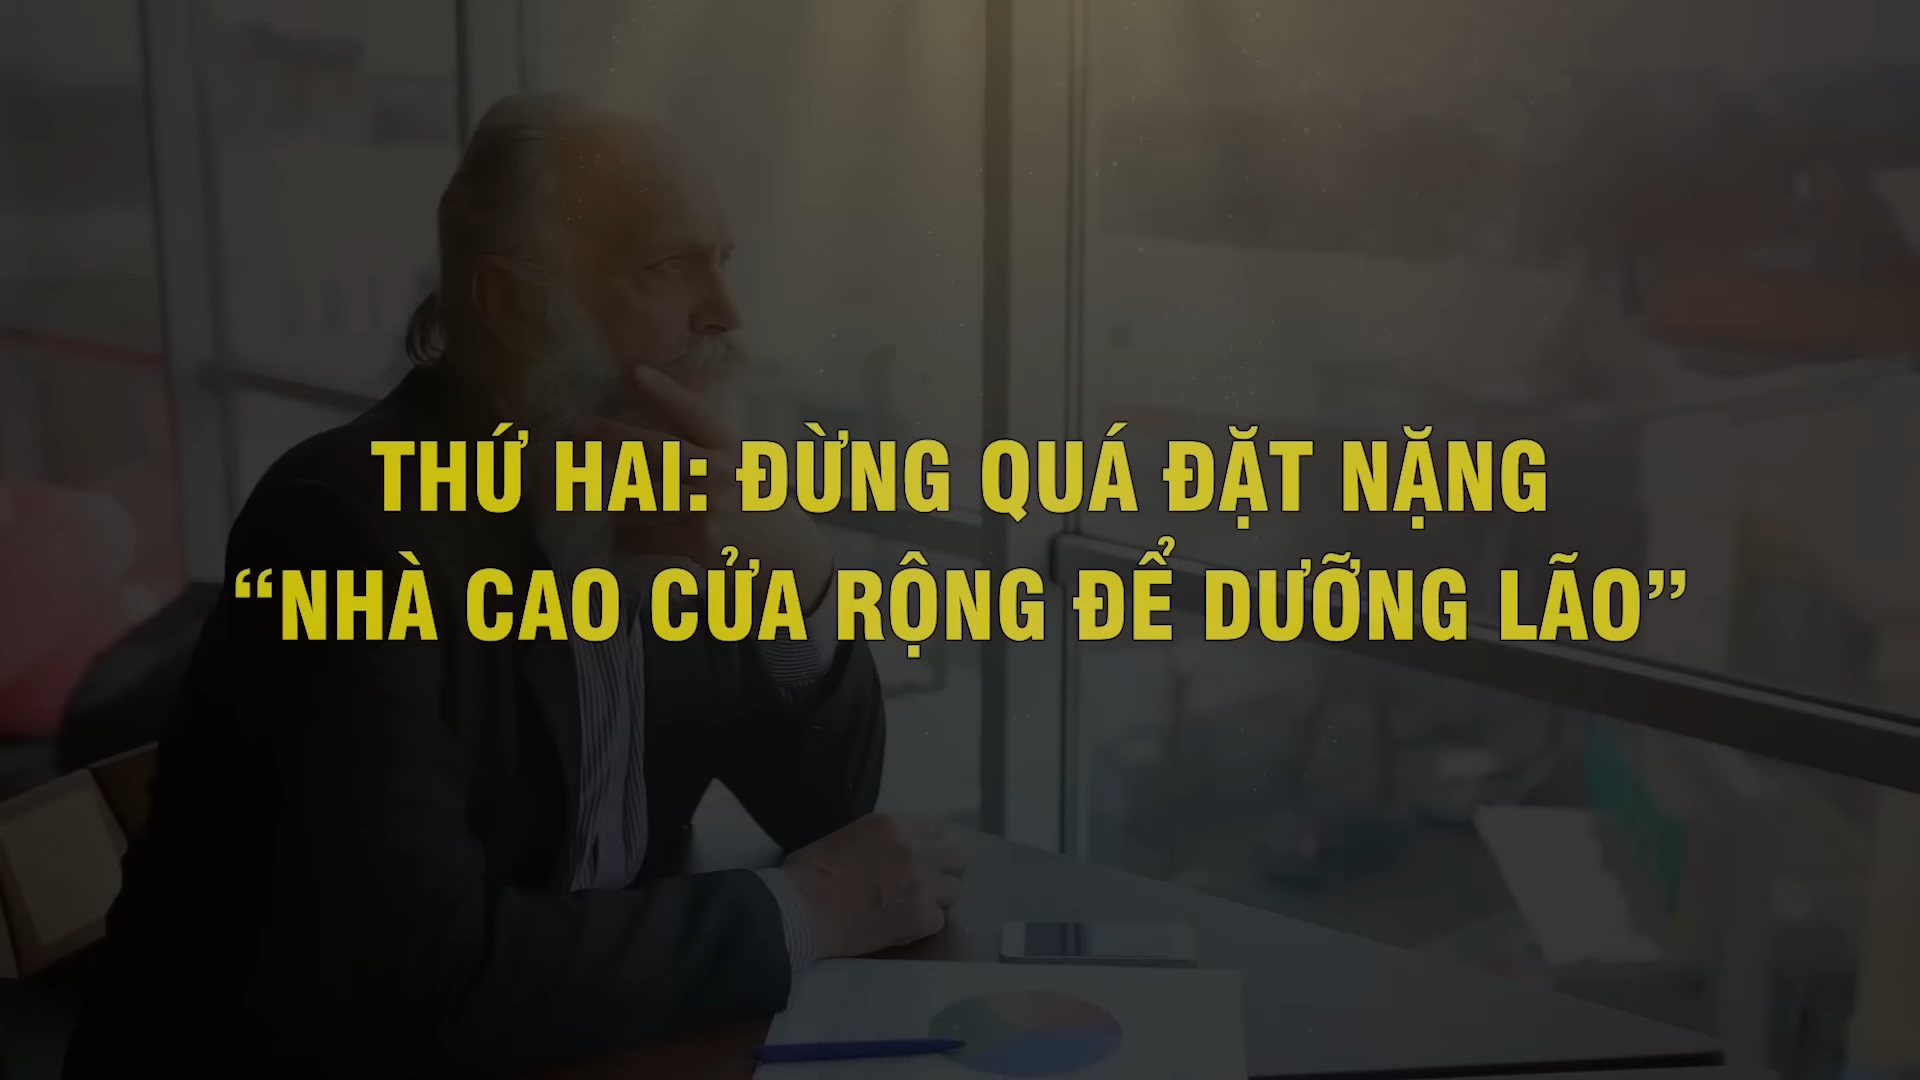 THỨ HAI: ĐỪNG QUÁ ĐẶT NẶNG
“NHÀ CAO CỬA RỘNG ĐỂ DƯỠNG LÃO”